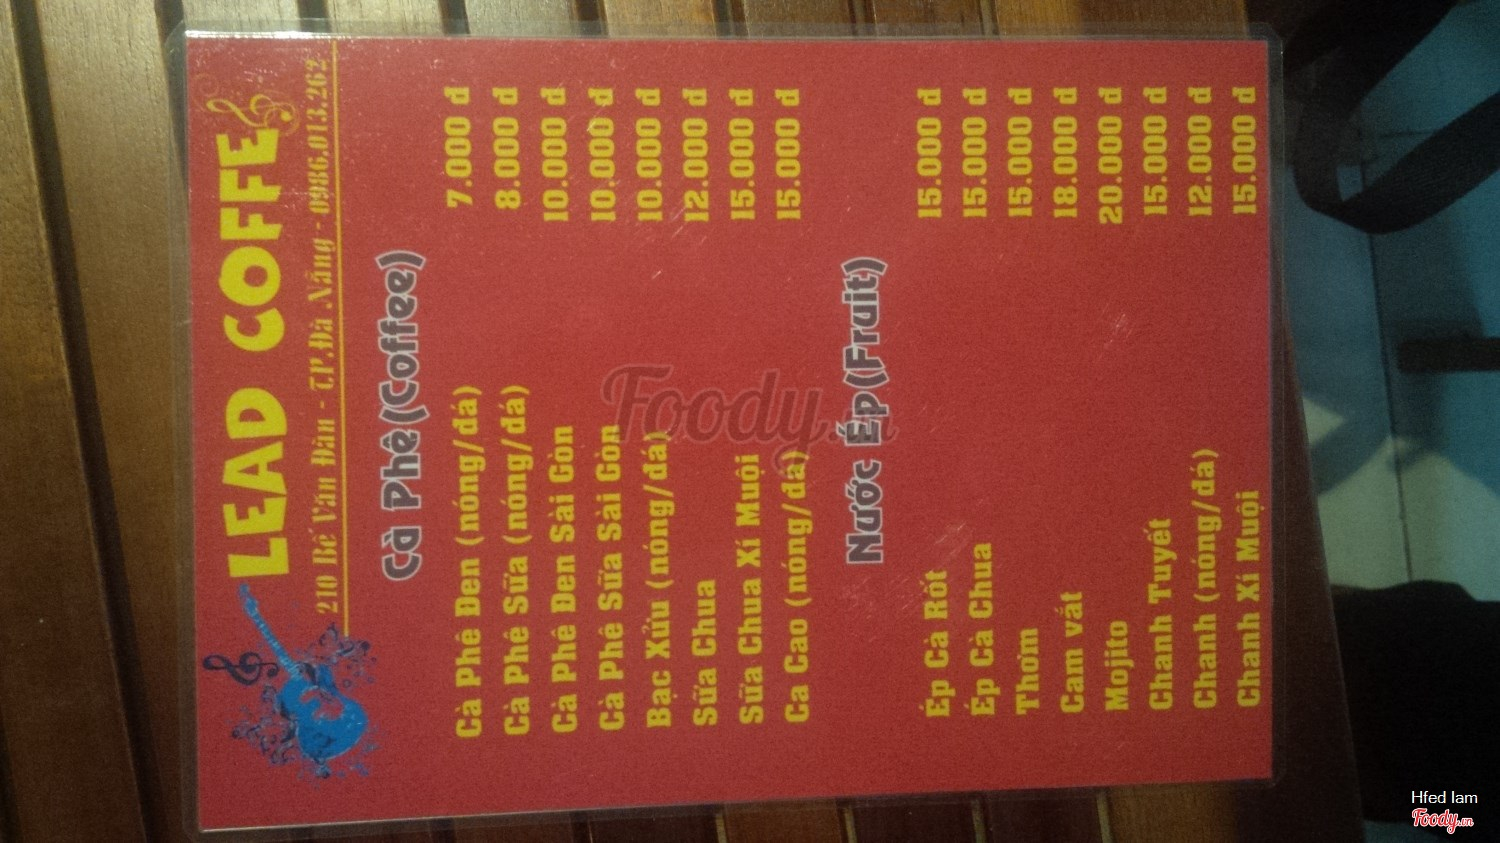 LEAD COFFE
210 Bế Văn Đàn - TP.Đà Nẵng - 0986.013.262
Cà Phê(Coffee)
Cà Phê Đen (nóng/đá) 7.000 đ
Cà Phê Sữa (nóng/đá) 8.000 đ
Cà Phê Đen Sài Gòn 10.000 đ
Cà Phê Sữa Sài Gòn 10.000 đ
Bạc Xỉu (nóng/đá) 10.000 đ
Sữa Chua 12.000 đ
Sữa Chua Xí Muội 15.000 đ
Ca Cao (nóng/đá) 15.000 đ
Nước Ép(Fruit)
Ép Cà Rốt 15.000 đ
Ép Cà Chua 15.000 đ
Thơm 15.000 đ
Cam vắt 18.000 đ
Mojito 20.000 đ
Chanh Tuyết 15.000 đ
Chanh (nóng/đá) 12.000 đ
Chanh Xí Muội 15.000 đ
Foody.vn
Hfed Iam
Foody.vn